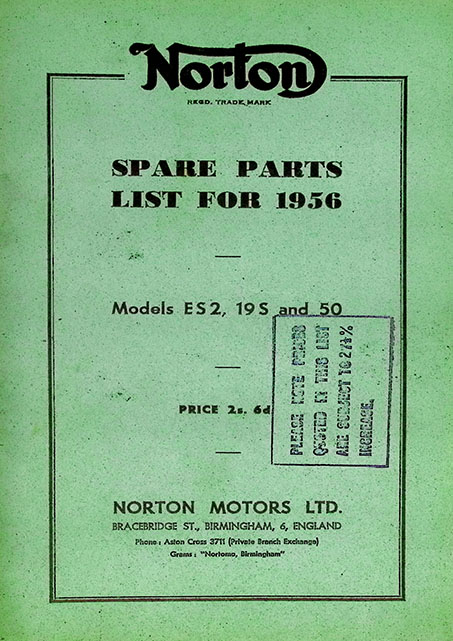 Norton
REGD. TRADE MARK
SPARE PARTS
LIST FOR 1956
Models ES2, 19S and 50
PRICE 2s. 6d
PLEASE NOTE PRICES
QUOTED IN THIS LIST
ARE SUBJECT TO 27½%
INCREASE.
NORTON MOTORS LTD.
BRACEBRIDGE ST., BIRMINGHAM, 6, ENGLAND
Phone: Aston Cross 3711 (Private Branch Exchange)
Grams: "Nortomo, Birmingham"